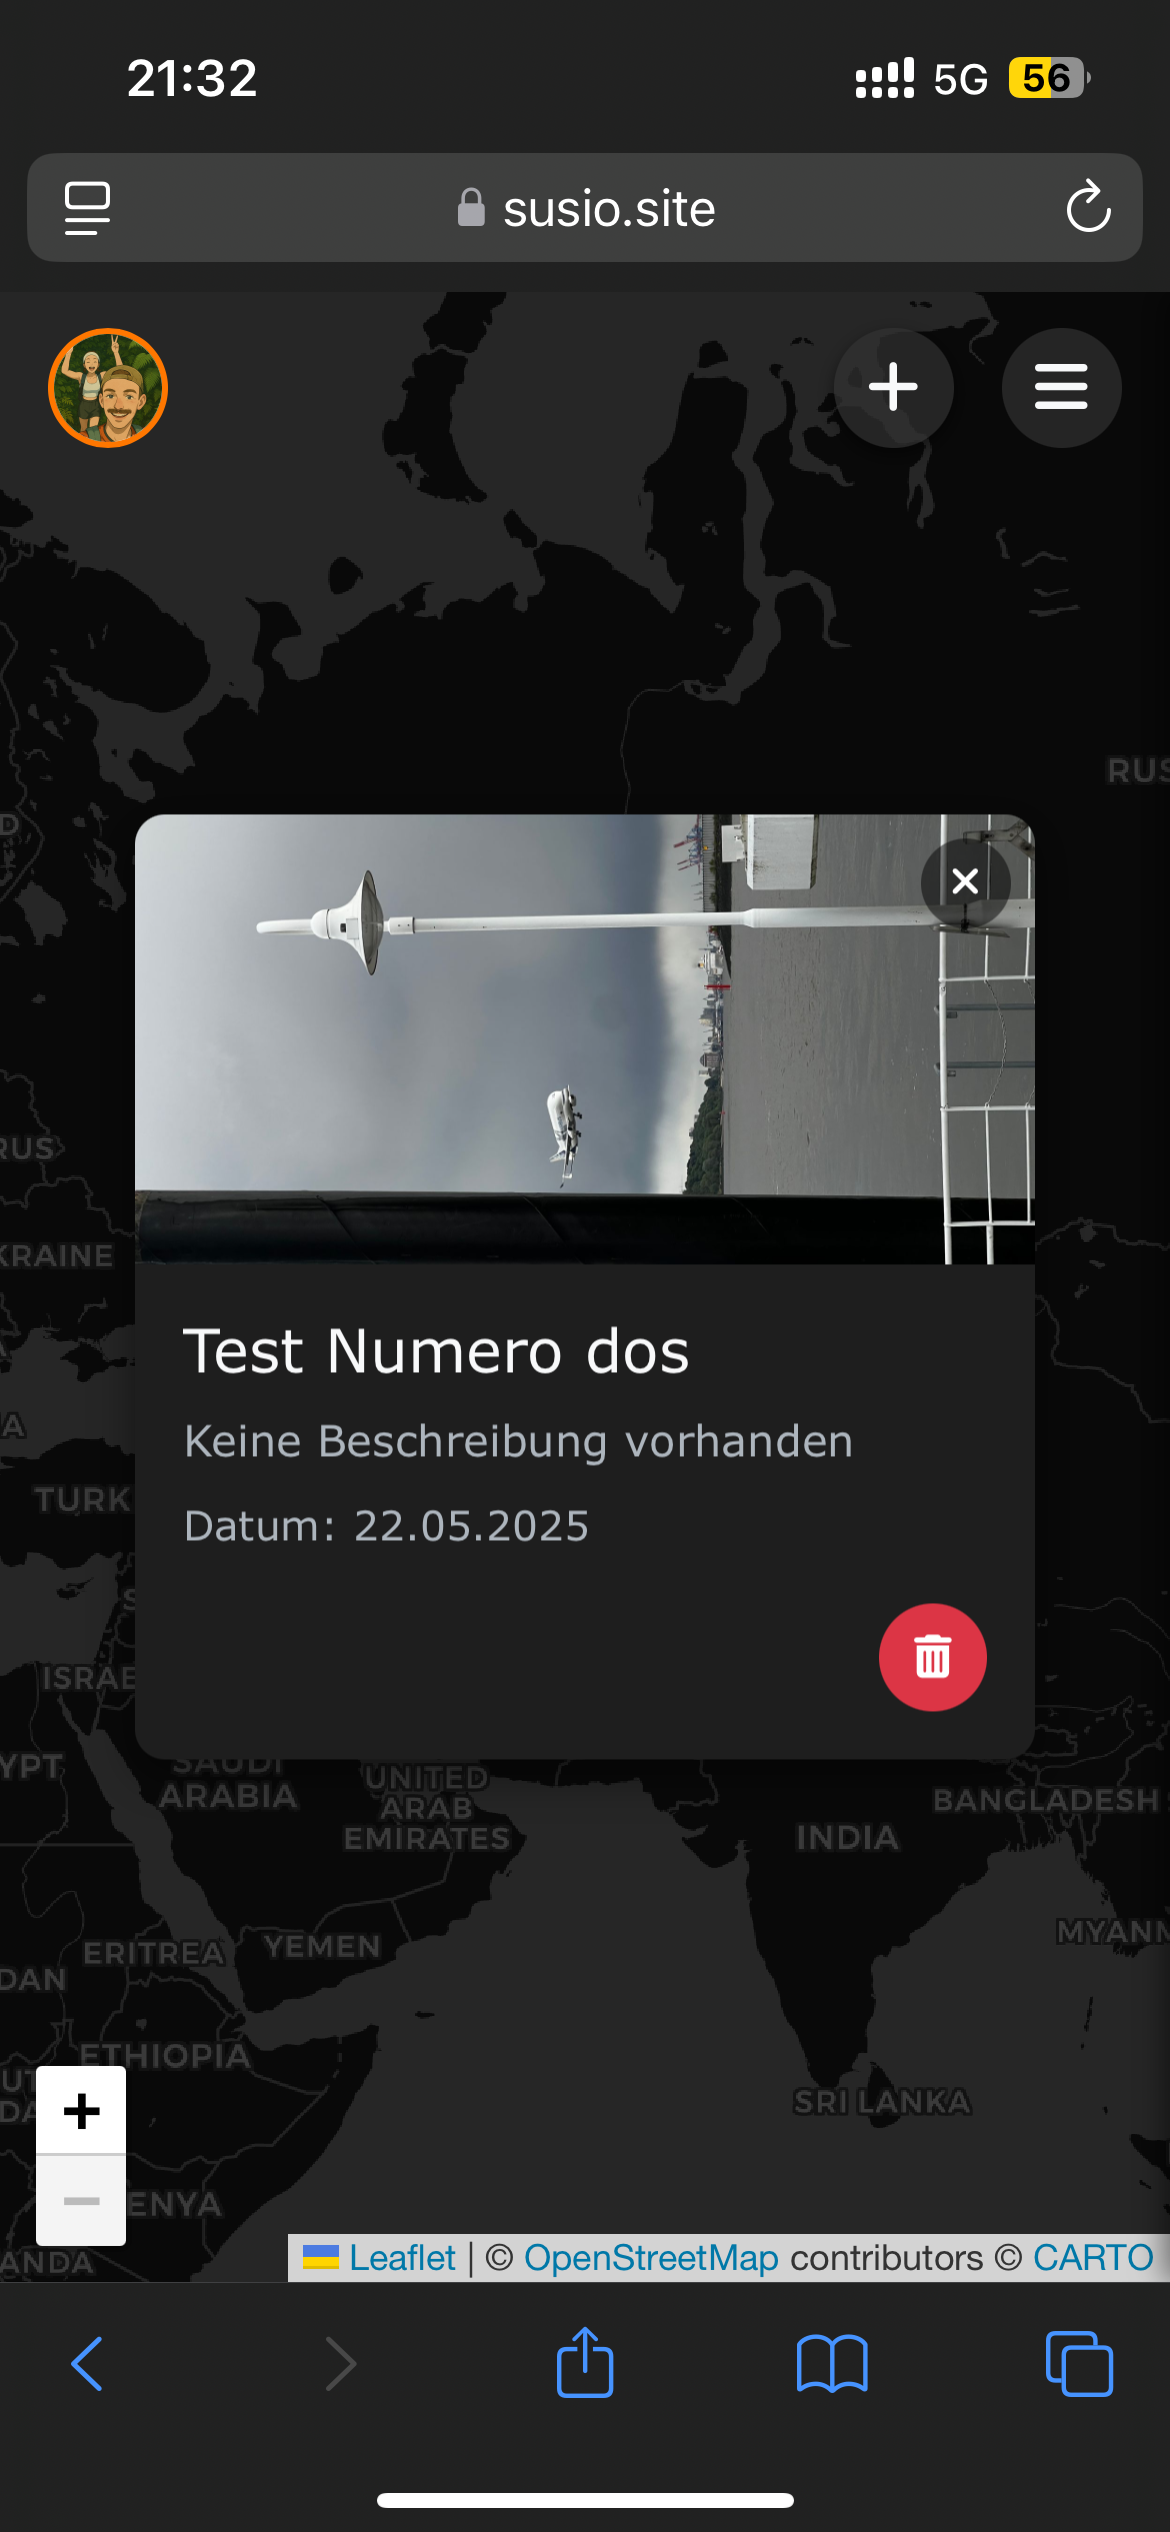 21:32
5G 56
susio.site
RUS
D
RUS
KRAINE
A
TURK
S
ISRAE
Test Numero dos
Keine Beschreibung vorhanden
Datum: 22.05.2025
YPT
SAUDI
ARABIA
UNITED
ARAB
EMIRATES
BANGLADESH
INDIA
MYANM
ERITREA
YEMEN
DAN
ETHIOPIA
UT
DA
SRI LANKA
ENYA
ANDA
Leaflet | © OpenStreetMap contributors © CARTO